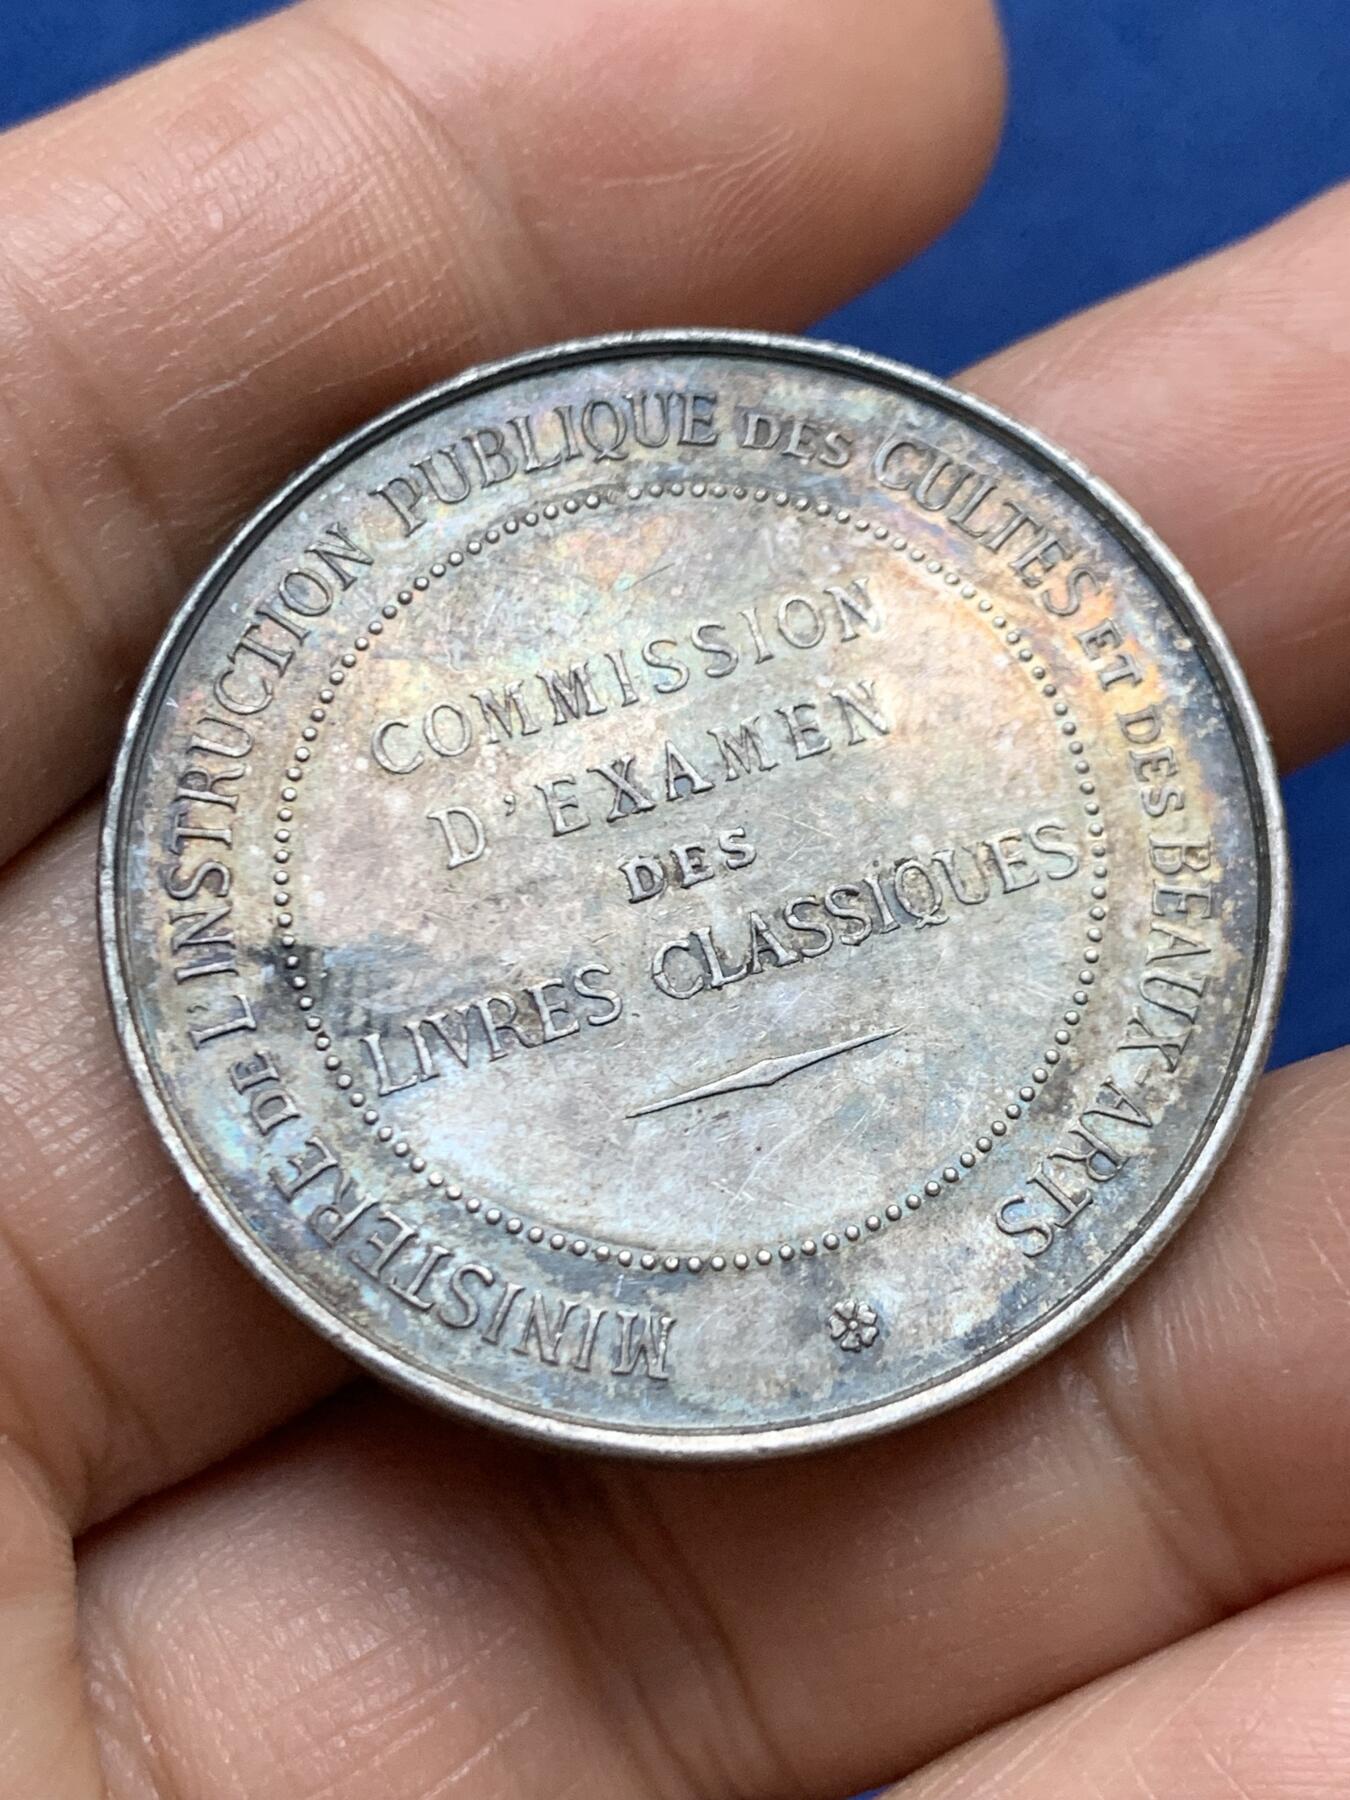 MINISTERE DE L'INSTRUCTION PUBLIQUE DES CULTES ET DES BEAUX-ARTS
COMMISSION
D'EXAMEN
DES
LIVRES CLASSIQUES